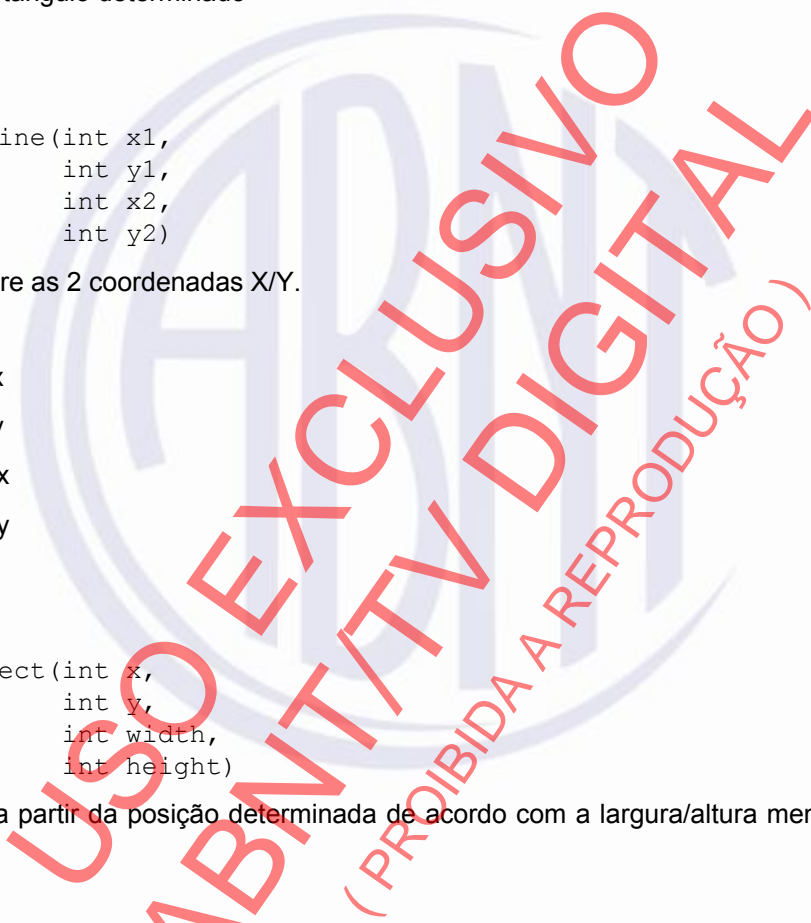 tângulo determinado
ine(int x1,
int y1,
int x2,
int y2)
re as 2 coordenadas X/Y.
x
y
x
y
ect(int x,
int y,
int width,
int height)
a partir da posição determinada de acordo com a largura/altura men
ABNT
USO EXCLUSIVO
ABNT/TV DIGITAL
( PROIBIDA A REPRODUÇÃO )